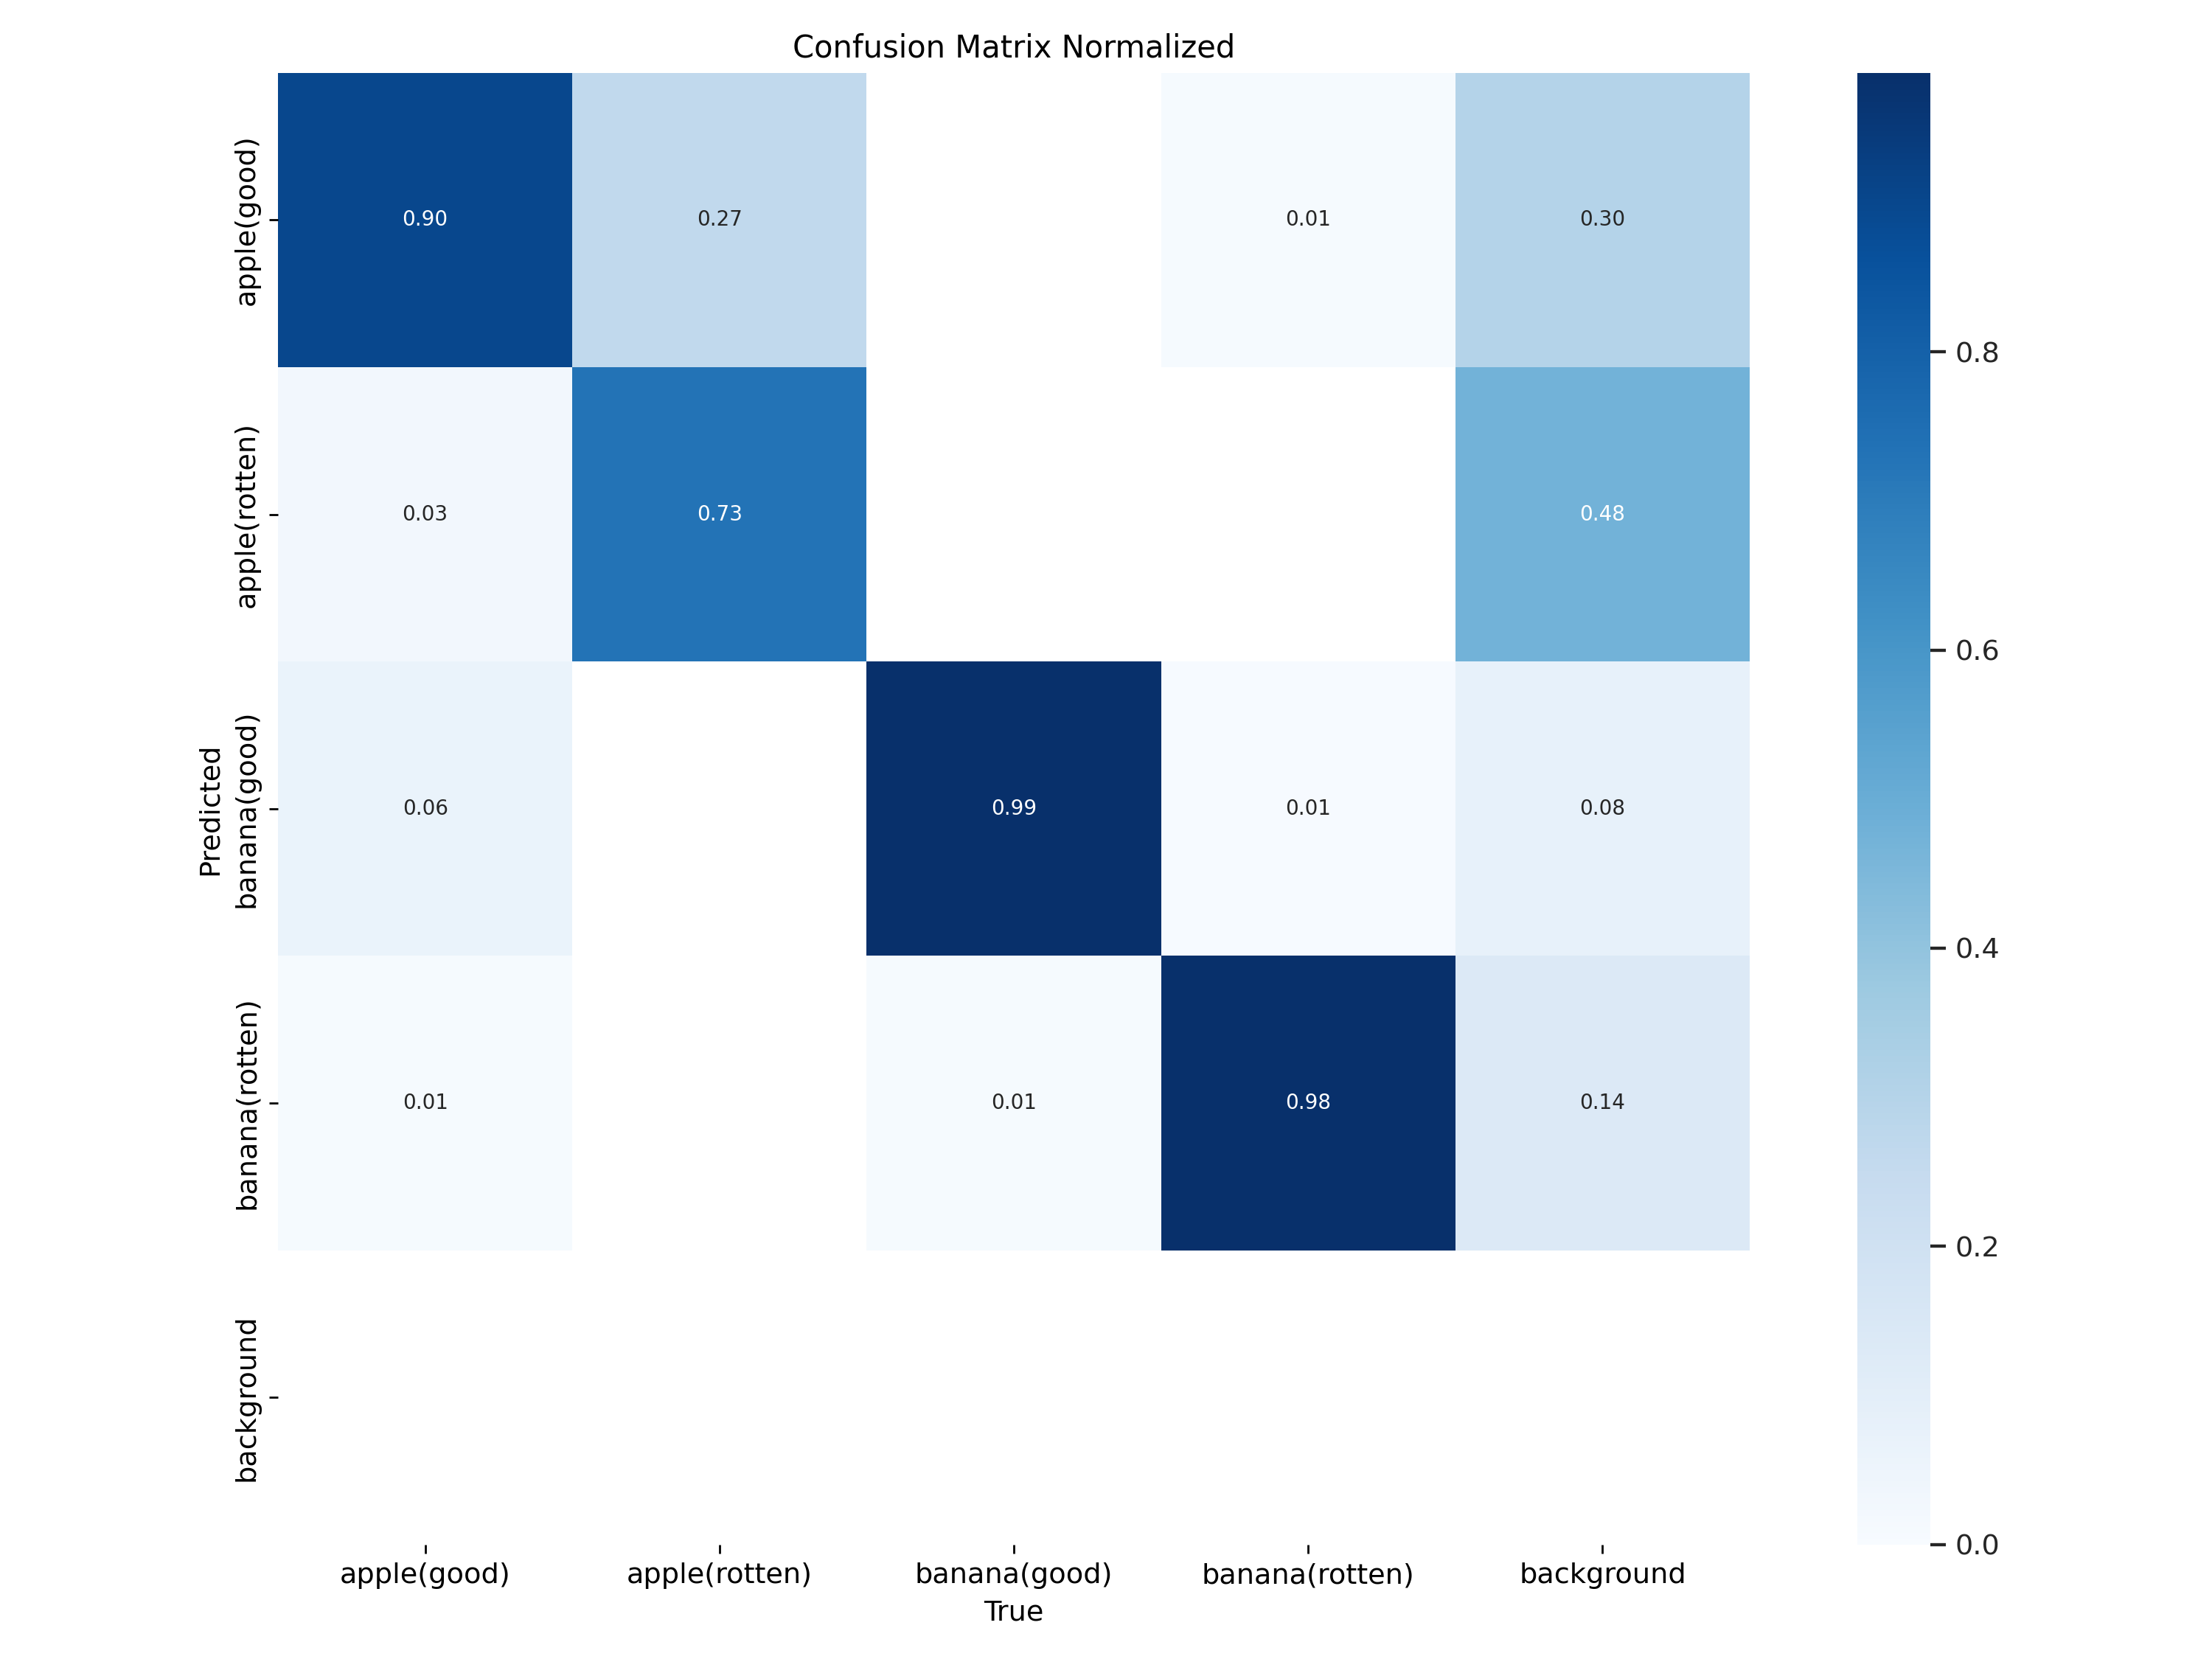 Confusion Matrix Normalized
apple(good)
0.90
0.27
0.01
0.30
apple(rotten)
0.03
0.73
0.48
banana(good)
0.06
0.99
0.01
0.08
banana(rotten)
0.01
0.01
0.98
0.14
background
Predicted
apple(good)
apple(rotten)
banana(good)
banana(rotten)
background
True
0.8
0.6
0.4
0.2
0.0